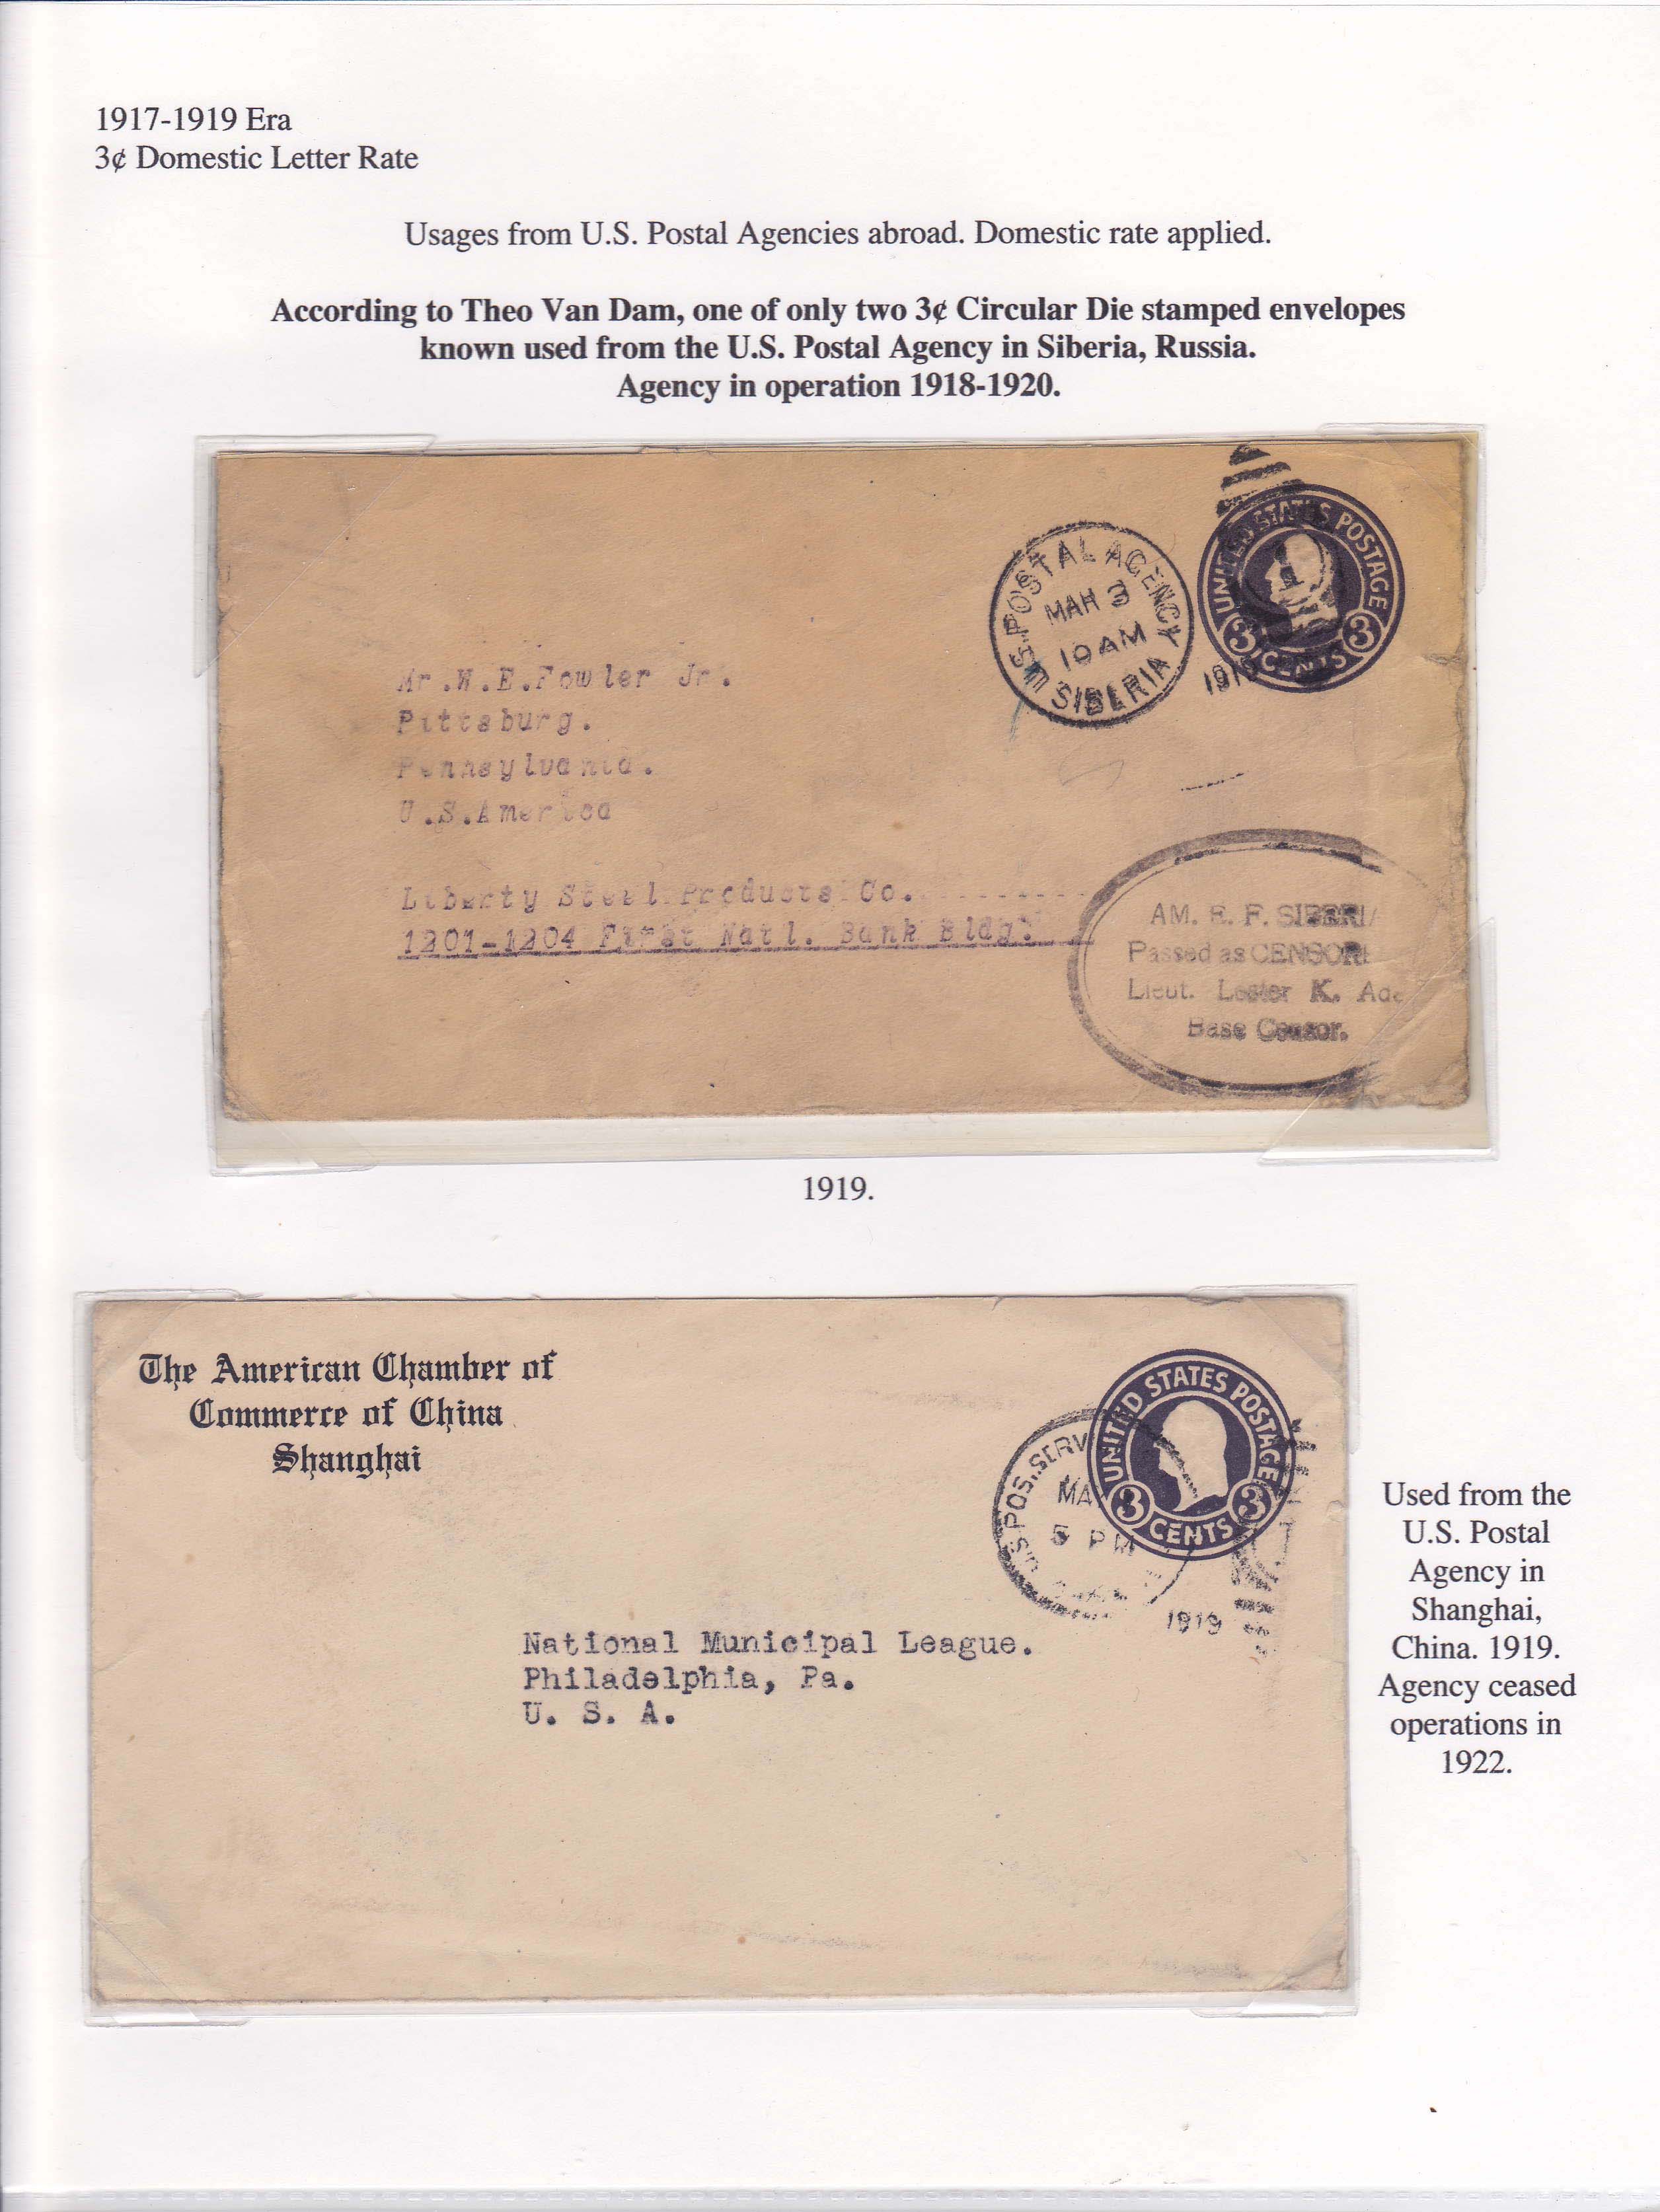 1917-1919 Era
3¢ Domestic Letter Rate
Usages from U.S. Postal Agencies abroad. Domestic rate applied.
According to Theo Van Dam, one of only two 3¢ Circular Die stamped envelopes
known used from the U.S. Postal Agency in Siberia, Russia.
Agency in operation 1918-1920.
UNITED STATES POSTAGE
3 CENTS 3
U.S. POSTAL AGENCY
MAR 3
10 AM
SIBERIA
1919
Mr.W.E.Fowler Jr.
Pittsburg.
Pennsylvania.
U.S.America
Liberty Steel Products Co.
1201-1204 First Natl. Bank Bldg.
AM. E. F. SIBERIA
Passed as CENSORE
Lieut. Lester K. Ade
Base Censor.
1919.
The American Chamber of
Commerce of China
Shanghai
UNITED STATES POSTAGE
3 CENTS 3
U.S.POS.SERV
MA
5 PM
1919
National Municipal League.
Philadelphia, Pa.
U. S. A.
Used from the
U.S. Postal
Agency in
Shanghai,
China. 1919.
Agency ceased
operations in
1922.